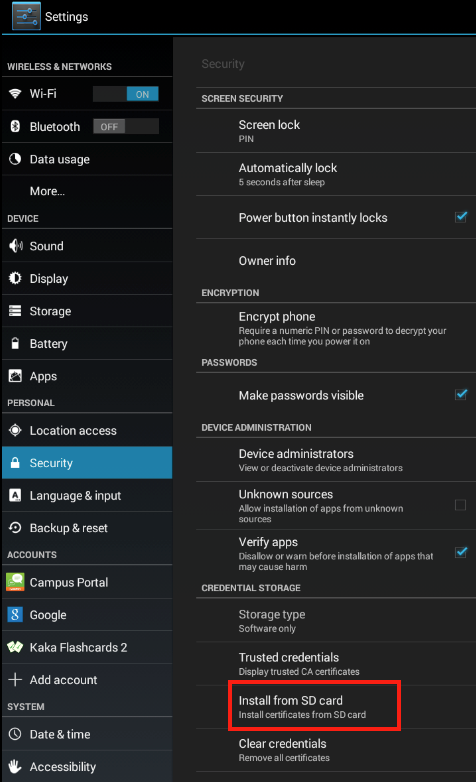 Settings
WIRELESS & NETWORKS
Wi-Fi
ON
Bluetooth
OFF
Data usage
More...
DEVICE
Sound
Display
Storage
Battery
Apps
PERSONAL
Location access
Security
Language & input
Backup & reset
ACCOUNTS
Campus Portal
Google
Kaka Flashcards 2
Add account
SYSTEM
Date & time
Accessibility
Security
SCREEN SECURITY
Screen lock
PIN
Automatically lock
5 seconds after sleep
Power button instantly locks
Owner info
ENCRYPTION
Encrypt phone
Require a numeric PIN or password to decrypt your
phone each time you power it on
PASSWORDS
Make passwords visible
DEVICE ADMINISTRATION
Device administrators
View or deactivate device administrators
Unknown sources
Allow installation of apps from unknown
sources
Verify apps
Disallow or warn before installation of apps that
may cause harm
CREDENTIAL STORAGE
Storage type
Software only
Trusted credentials
Display trusted CA certificates
Install from SD card
Install certificates from SD card
Clear credentials
Remove all certificates